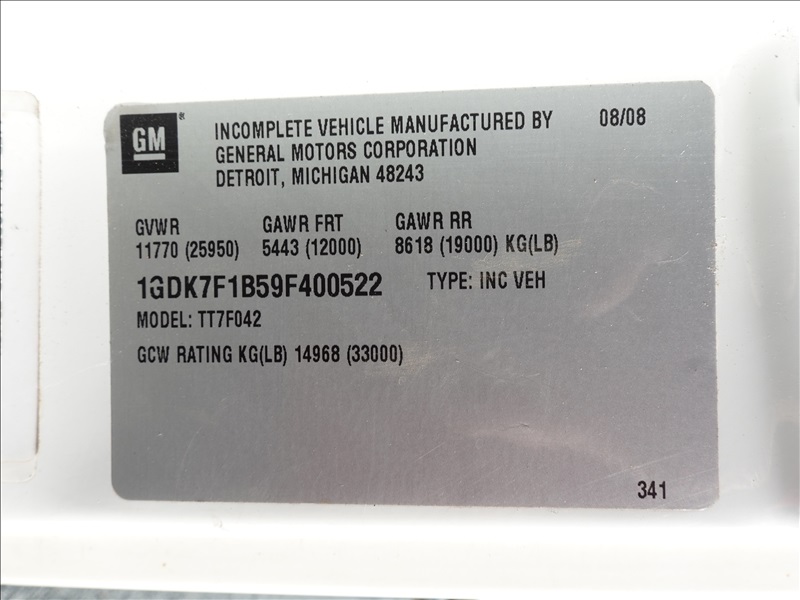 GM®
INCOMPLETE VEHICLE MANUFACTURED BY 08/08
GENERAL MOTORS CORPORATION
DETROIT, MICHIGAN 48243
GVWR GAWR FRT GAWR RR
11770 (25950) 5443 (12000) 8618 (19000) KG(LB)
1GDK7F1B59F400522 TYPE: INC VEH
MODEL: TT7F042
GCW RATING KG(LB) 14968 (33000)
341